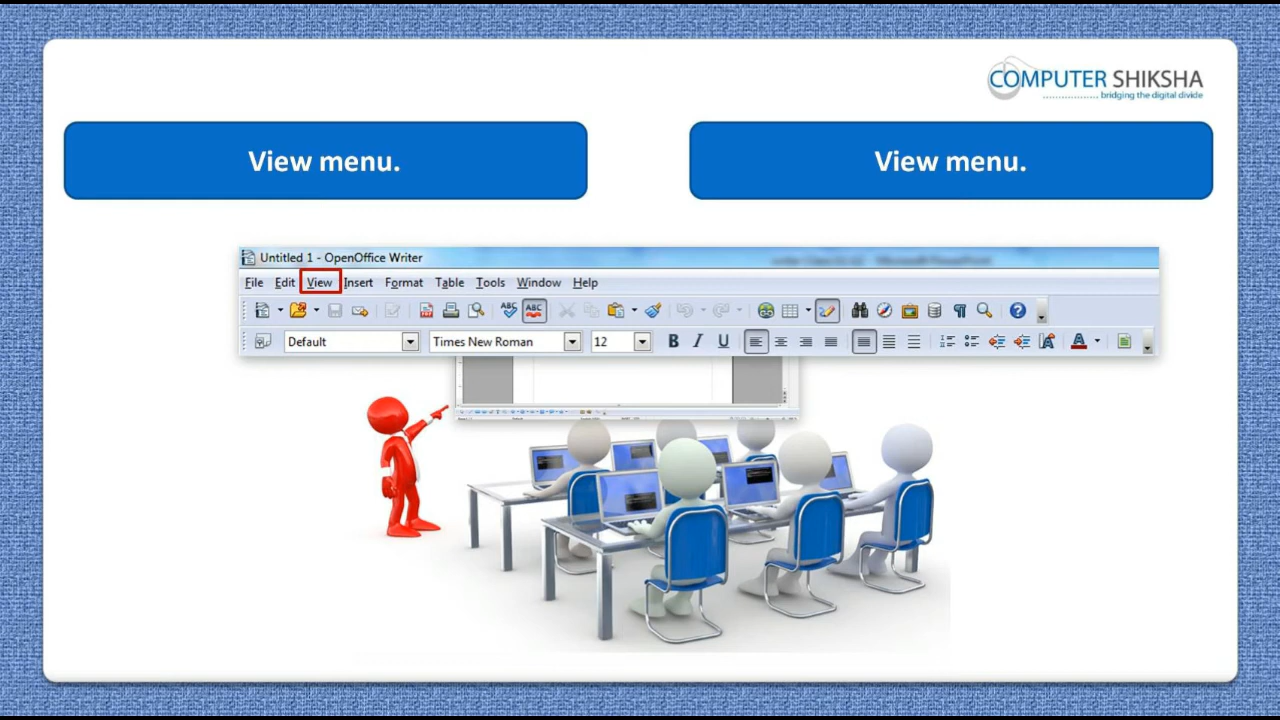 COMPUTER SHIKSHA
bridging the digital divide
View menu.
View menu.
Untitled 1 - OpenOffice Writer
File Edit View Insert Format Table Tools Window Help
Default Times New Roman 12 B I U